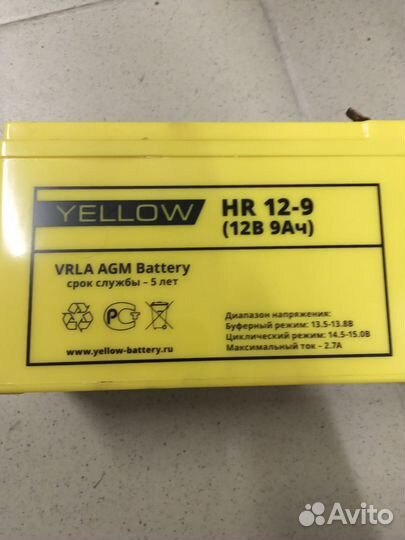 YELLOW
HR 12-9
(12В 9Ач)
VRLA AGM Battery
срок службы – 5 лет
www.yellow-battery.ru
Диапазон напряжения:
Буферный режим: 13.5-13.8В
Циклический режим: 14.5-15.0В
Максимальный ток – 2.7А
Avito